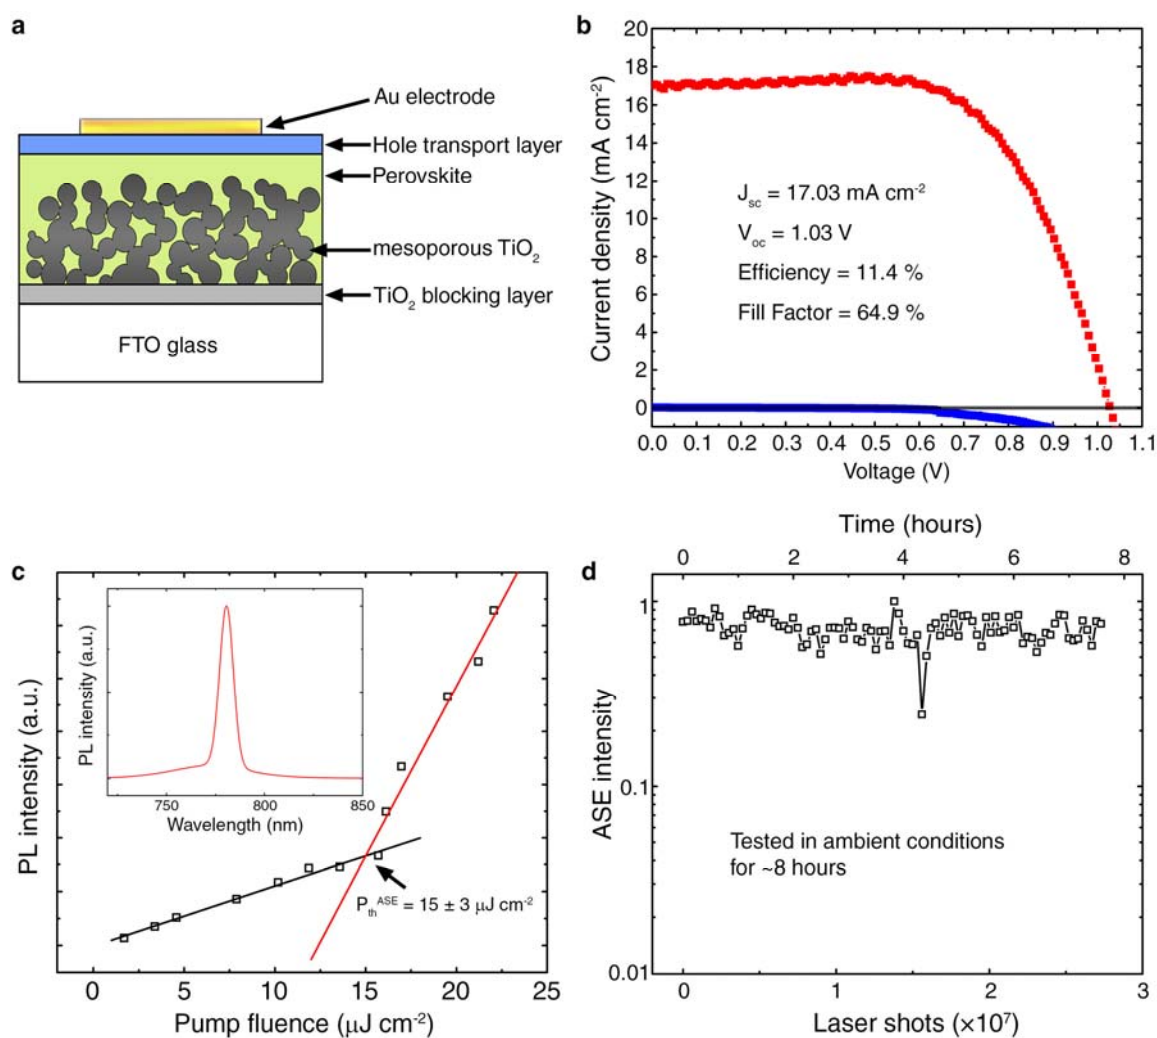 a
Au electrode
Hole transport layer
Perovskite
mesoporous TiO₂
TiO₂ blocking layer
FTO glass
b
Current density (mA cm⁻²)
20
18
16
14
12
10
8
6
4
2
0
J_sc = 17.03 mA cm⁻²
V_oc = 1.03 V
Efficiency = 11.4 %
Fill Factor = 64.9 %
0.0 0.1 0.2 0.3 0.4 0.5 0.6 0.7 0.8 0.9 1.0 1.1
Voltage (V)
c
PL intensity (a.u.)
PL intensity (a.u.)
750 800 850
Wavelength (nm)
P_th^ASE = 15 ± 3 μJ cm⁻²
0 5 10 15 20 25
Pump fluence (μJ cm⁻²)
d
Time (hours)
0 2 4 6 8
ASE intensity
1
0.1
0.01
Tested in ambient conditions
for ~8 hours
0 1 2 3
Laser shots (×10⁷)